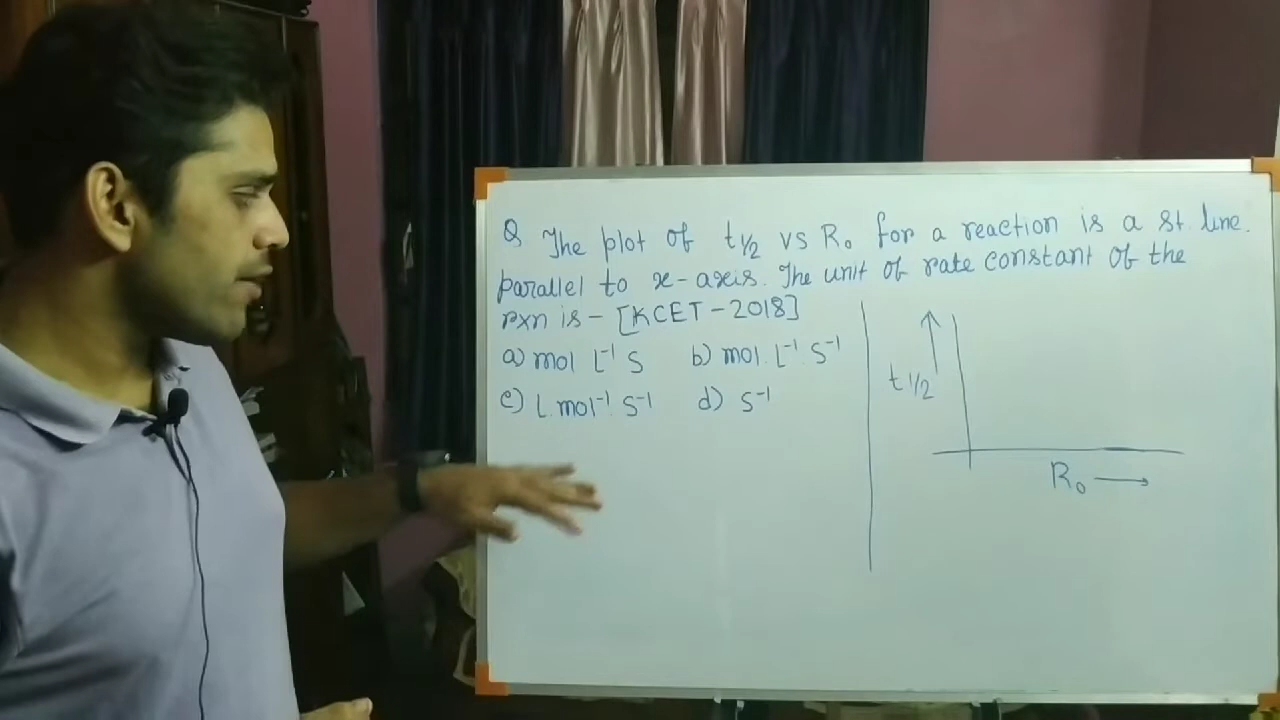 Q The plot of t1/2 vs R₀ for a reaction is a st. line.
parallel to x-axis. The unit of rate constant of the
rxn is - [KCET-2018]
a) mol L⁻¹ S b) mol. L⁻¹ S⁻¹
c) L.mol⁻¹ S⁻¹ d) S⁻¹
t 1/2
R₀